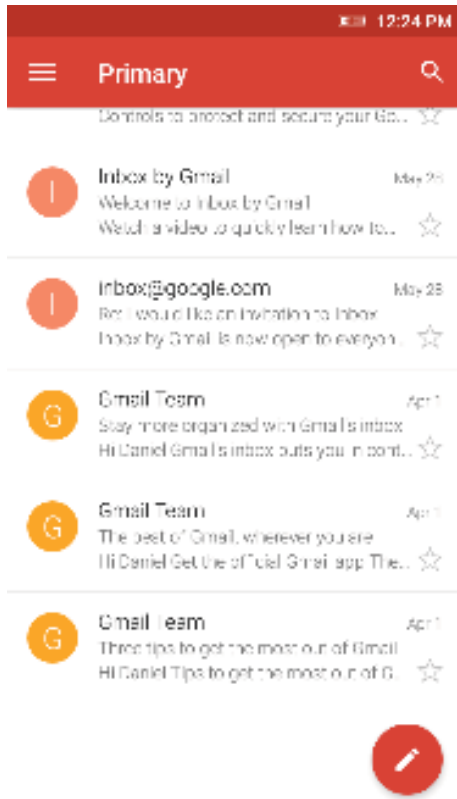 12:24 PM
Primary
Controls to protect and secure your Go...
Inbox by Gmail
May 28
Welcome to Inbox by Gmail
Watch a video to quickly learn how to...
I
inbox@google.com
May 28
Re: I would like an invitation to Inbox
Inbox by Gmail is now open to everyon...
I
Gmail Team
Apr 1
Stay more organized with Gmail's inbox
Hi Daniel Gmail's inbox puts you in cont...
G
Gmail Team
Apr 1
The best of Gmail, wherever you are
Hi Daniel Get the official Gmail app The...
G
Gmail Team
Apr 1
Three tips to get the most out of Gmail
Hi Daniel Tips to get the most out of G...
G